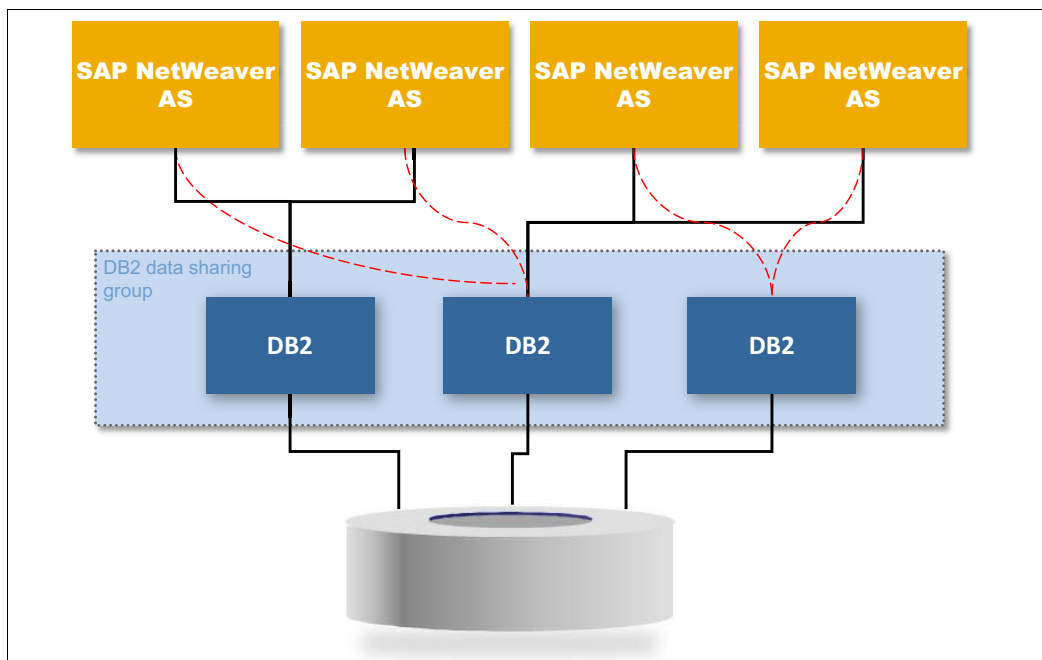 SAP NetWeaver
AS
SAP NetWeaver
AS
SAP NetWeaver
AS
SAP NetWeaver
AS
DB2 data sharing
group
DB2
DB2
DB2